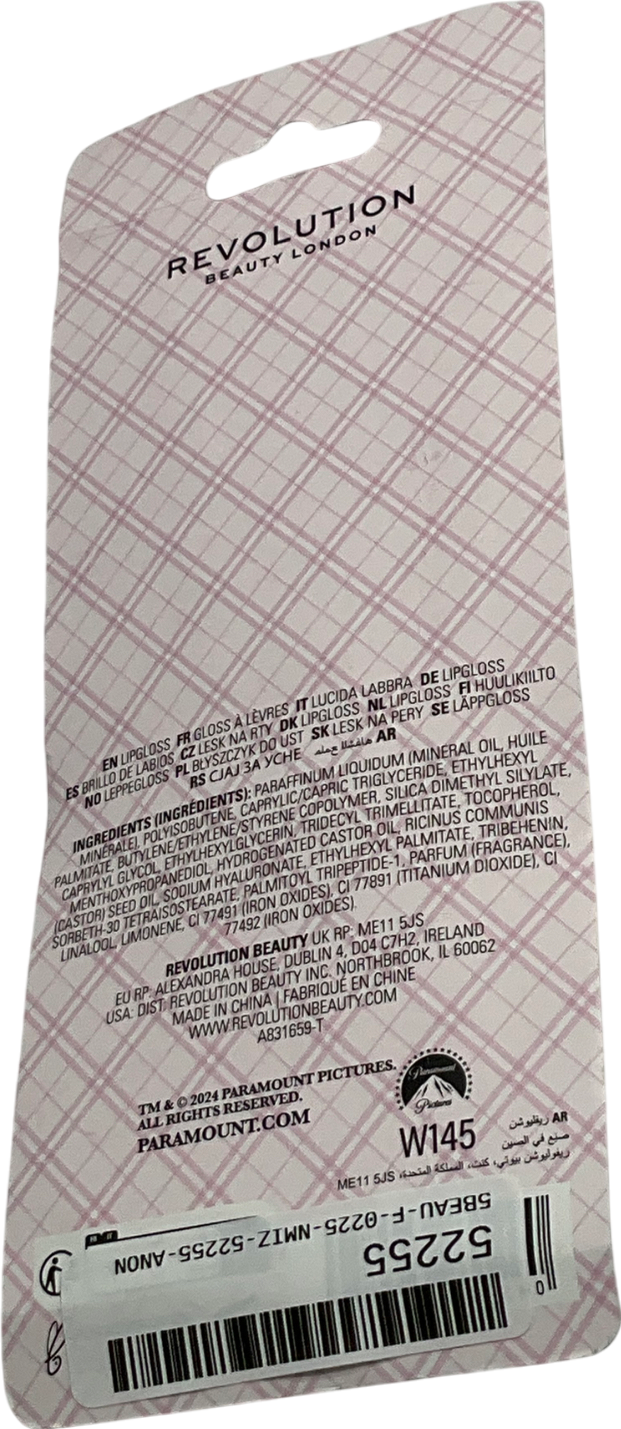 REVOLUTION
BEAUTY LONDON
EN LIPGLOSS FR GLOSS À LÈVRES IT LUCIDA LABBRA DE LIPGLOSS
ES BRILLO DE LABIOS CZ LESK NA RTY DK LIPGLOSS NL LIPGLOSS FI HUULIKIILTO
NO LEPPEGLOSS PL BŁYSZCZYK DO UST SK LESK NA PERY SE LÄPPGLOSS
RS СЈАЈ ЗА УСНЕ AR
INGREDIENTS (INGRÉDIENTS): PARAFFINUM LIQUIDUM (MINERAL OIL, HUILE
MINÉRALE), POLYISOBUTENE, CAPRYLIC/CAPRIC TRIGLYCERIDE, ETHYLHEXYL
PALMITATE, BUTYLENE/ETHYLENE/STYRENE COPOLYMER, SILICA DIMETHYL SILYLATE,
CAPRYLYL GLYCOL, ETHYLHEXYLGLYCERIN, TRIDECYL TRIMELLITATE, TOCOPHEROL,
MENTHOXYPROPANEDIOL, HYDROGENATED CASTOR OIL, RICINUS COMMUNIS
(CASTOR) SEED OIL, SODIUM HYALURONATE, ETHYLHEXYL PALMITATE, TRIBEHENIN,
SORBETH-30 TETRAISOSTEARATE, PALMITOYL TRIPEPTIDE-1, PARFUM (FRAGRANCE),
LINALOOL, LIMONENE, CI 77491 (IRON OXIDES), CI 77891 (TITANIUM DIOXIDE), CI
77492 (IRON OXIDES).
REVOLUTION BEAUTY UK RP: ME11 5JS
EU RP: ALEXANDRA HOUSE, DUBLIN 4, D04 C7H2, IRELAND
USA: DIST: REVOLUTION BEAUTY INC. NORTHBROOK, IL 60062
MADE IN CHINA | FABRIQUÉ EN CHINE
WWW.REVOLUTIONBEAUTY.COM
A831659-T
TM & © 2024 PARAMOUNT PICTURES.
ALL RIGHTS RESERVED.
PARAMOUNT.COM
Paramount
Pictures
W145
AR ريفليوشن
صنع في الصين
ريفوليوشن بيوتي، كنت، المملكة المتحدة، ME11 5JS
5BEAU-F-0225-NMIZ-52255-ANON
52255
0